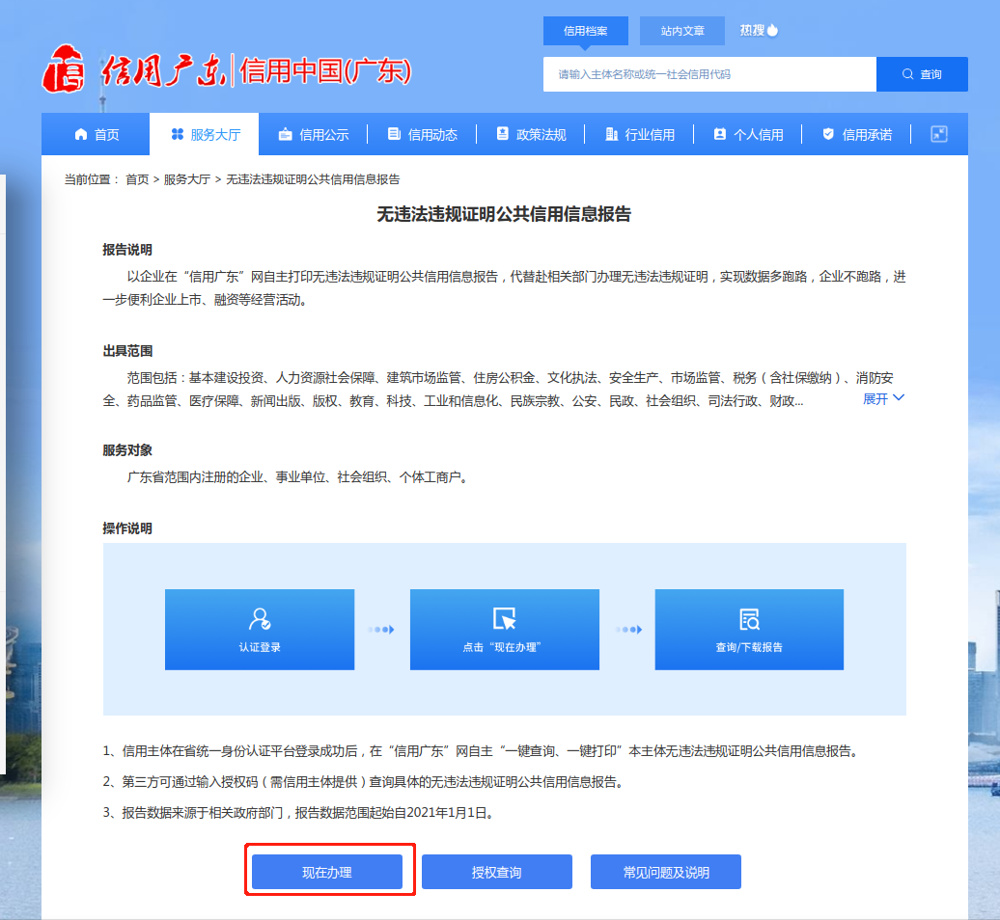 信用档案 站内文章 热搜
信用广东 信用中国(广东)
请输入主体名称或统一社会信用代码 查询
首页 服务大厅 信用公示 信用动态 政策法规 行业信用 个人信用 信用承诺
当前位置： 首页 > 服务大厅 > 无违法违规证明公共信用信息报告
无违法违规证明公共信用信息报告
报告说明
以企业在“信用广东”网自主打印无违法违规证明公共信用信息报告，代替赴相关部门办理无违法违规证明，实现数据多跑路，企业不跑路，进
一步便利企业上市、融资等经营活动。
出具范围
范围包括：基本建设投资、人力资源社会保障、建筑市场监管、住房公积金、文化执法、安全生产、市场监管、税务（含社保缴纳）、消防安
全、药品监管、医疗保障、新闻出版、版权、教育、科技、工业和信息化、民族宗教、公安、民政、社会组织、司法行政、财政... 展开
服务对象
广东省范围内注册的企业、事业单位、社会组织、个体工商户。
操作说明
认证登录 点击“现在办理” 查询/下载报告
1、信用主体在省统一身份认证平台登录成功后，在“信用广东”网自主“一键查询、一键打印”本主体无违法违规证明公共信用信息报告。
2、第三方可通过输入授权码（需信用主体提供）查询具体的无违法违规证明公共信用信息报告。
3、报告数据来源于相关政府部门，报告数据范围起始自2021年1月1日。
现在办理 授权查询 常见问题及说明